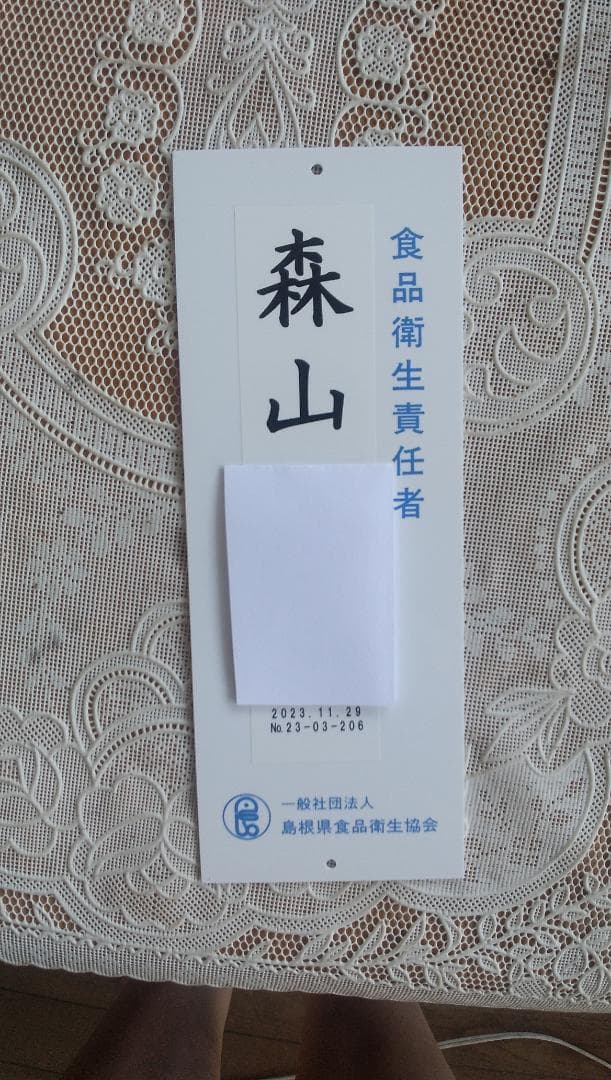 食品衛生責任者
森山
2023.11.29
No.23-03-206
一般社団法人
島根県食品衛生協会